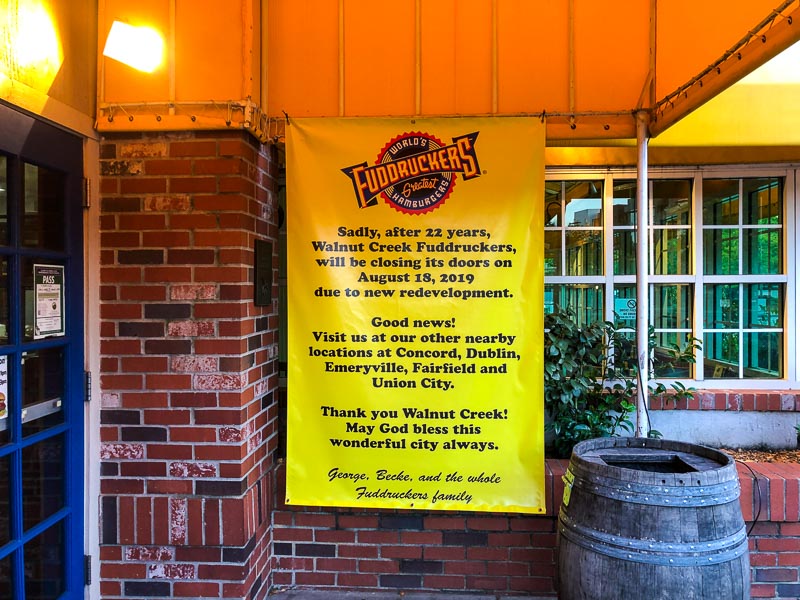 PASS
WORLD'S
FUDDRUCKERS
Greatest
HAMBURGERS
Sadly, after 22 years,
Walnut Creek Fuddruckers,
will be closing its doors on
August 18, 2019
due to new redevelopment.
Good news!
Visit us at our other nearby
locations at Concord, Dublin,
Emeryville, Fairfield and
Union City.
Thank you Walnut Creek!
May God bless this
wonderful city always.
George, Becke, and the whole
Fuddruckers family